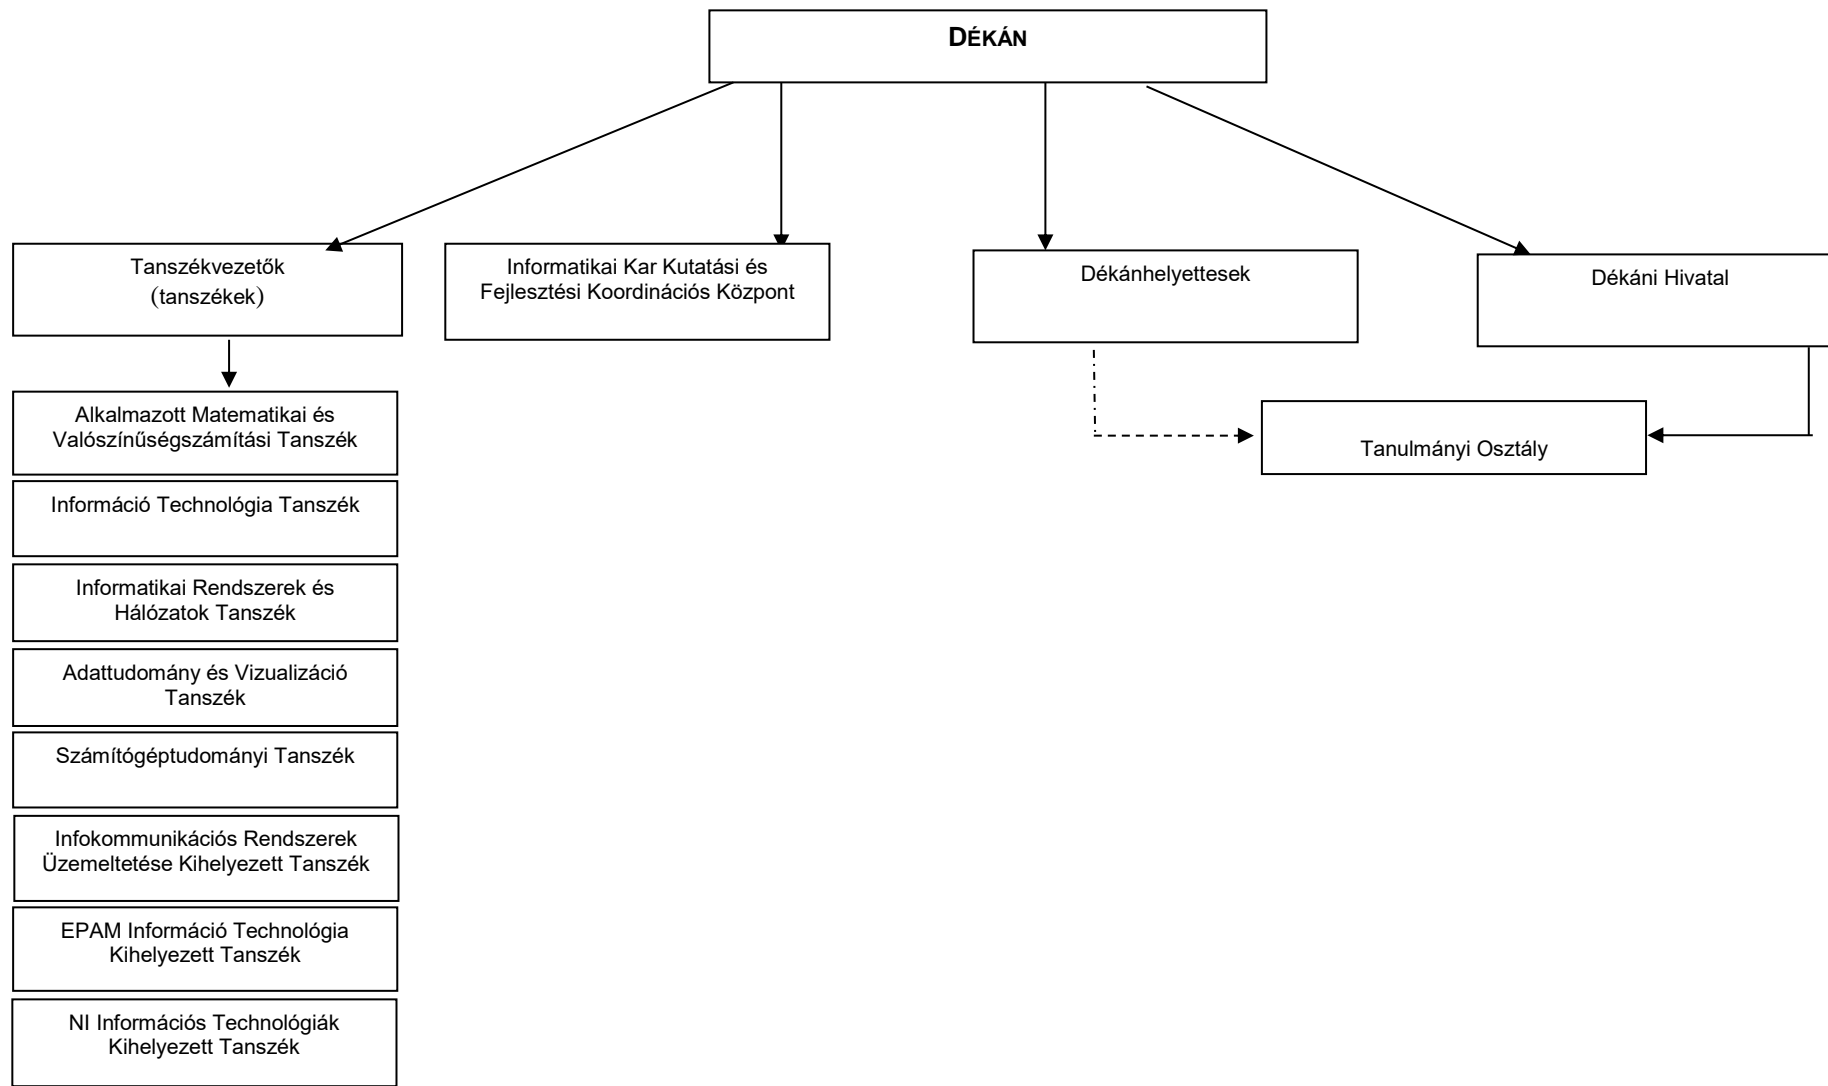 DÉKÁN
Tanszékvezetők
(tanszékek)
Informatikai Kar Kutatási és
Fejlesztési Koordinációs Központ
Dékánhelyettesek
Dékáni Hivatal
Alkalmazott Matematikai és
Valószínűségszámítási Tanszék
Tanulmányi Osztály
Információ Technológia Tanszék
Informatikai Rendszerek és
Hálózatok Tanszék
Adattudomány és Vizualizáció
Tanszék
Számítógéptudományi Tanszék
Infokommunikációs Rendszerek
Üzemeltetése Kihelyezett Tanszék
EPAM Információ Technológia
Kihelyezett Tanszék
NI Információs Technológiák
Kihelyezett Tanszék